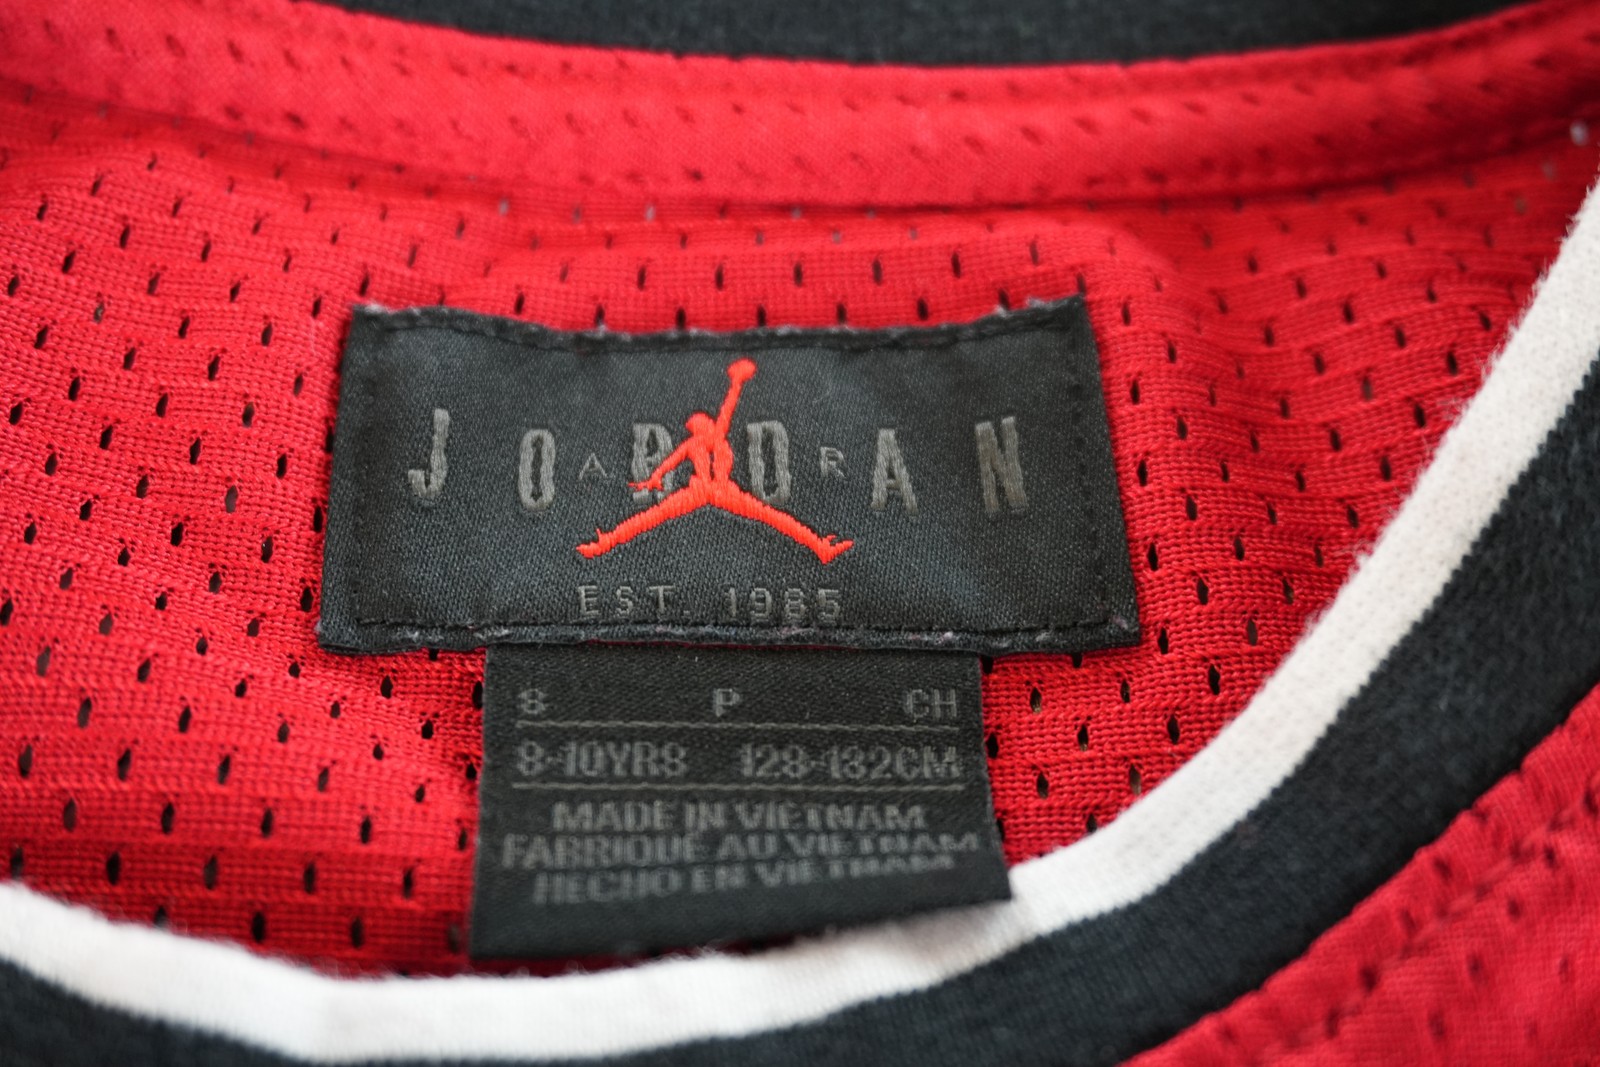 JORDAN
AIR
EST. 1985
S P CH
8-10YRS 128-132CM
MADE IN VIETNAM
FABRIQUÉ AU VIETNAM
HECHO EN VIETNAM